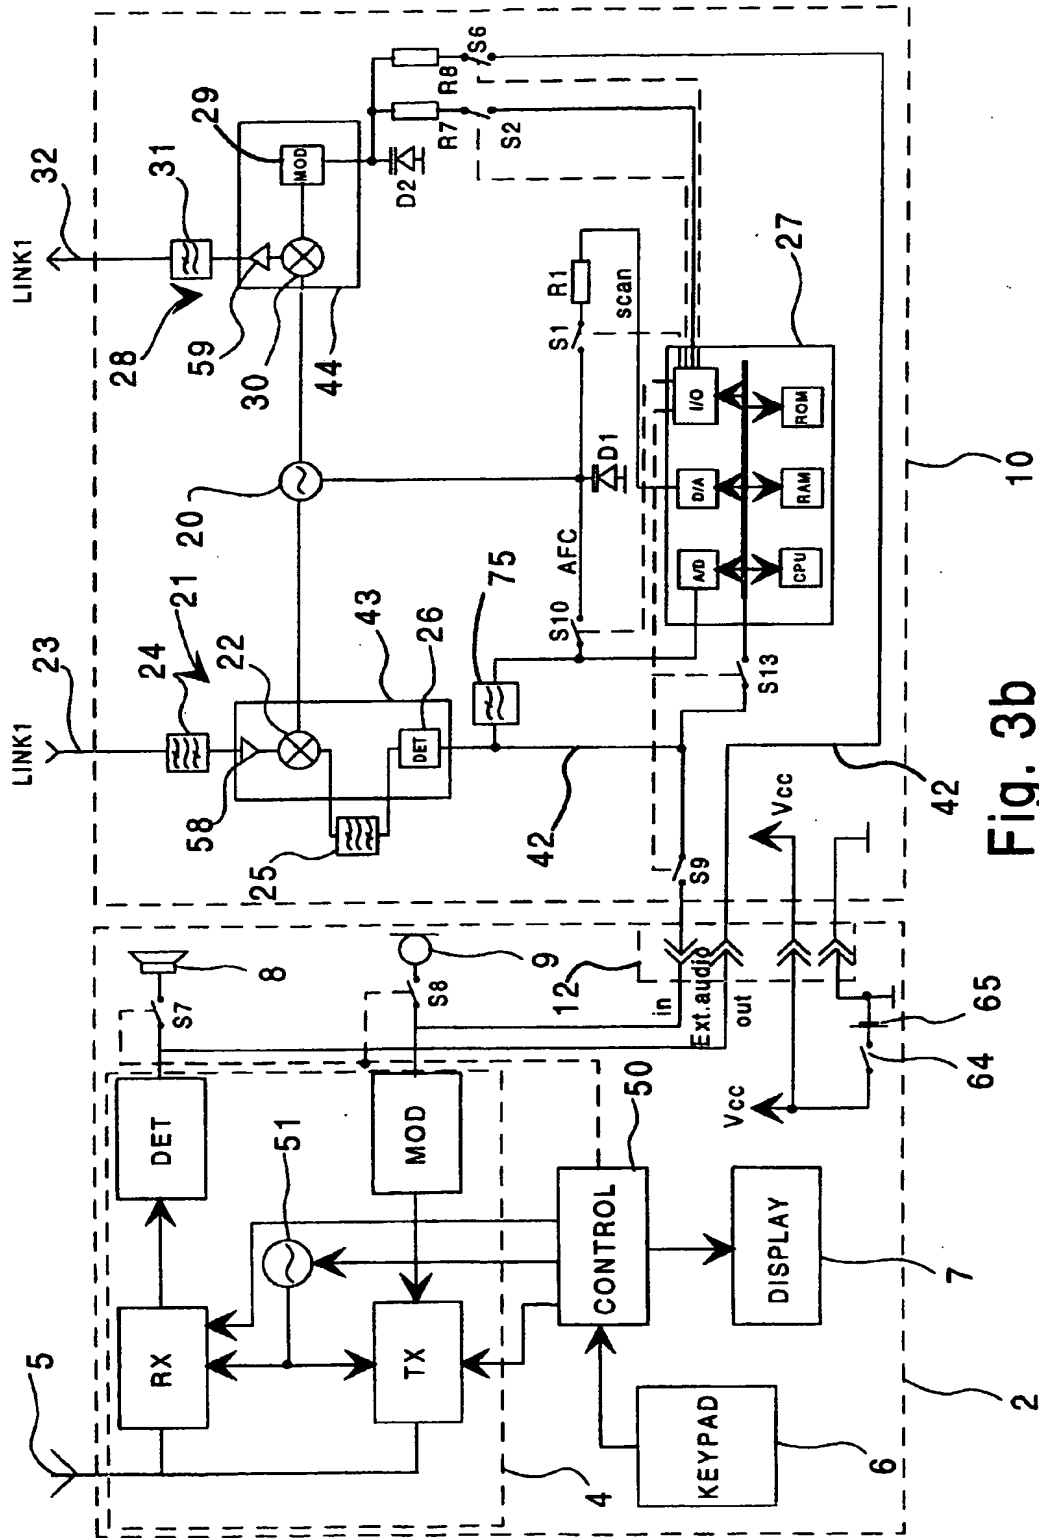 5
RX
DET
S7
8
51
TX
MOD
S8
9
4
CONTROL
50
KEYPAD
6
DISPLAY
7
2
12
in
Ext.audio
out
Vcc
64
65
LINK1
23
24
21
58
22
43
25
DET
26
75
42
S9
S13
S10
AFC
D1
20
LINK1
32
31
28
59
30
44
MOD
29
D2
R7
R8
S2
S6
S1
R1
scan
A/D
D/A
I/O
CPU
RAM
ROM
27
Vcc
42
10
Fig. 3b